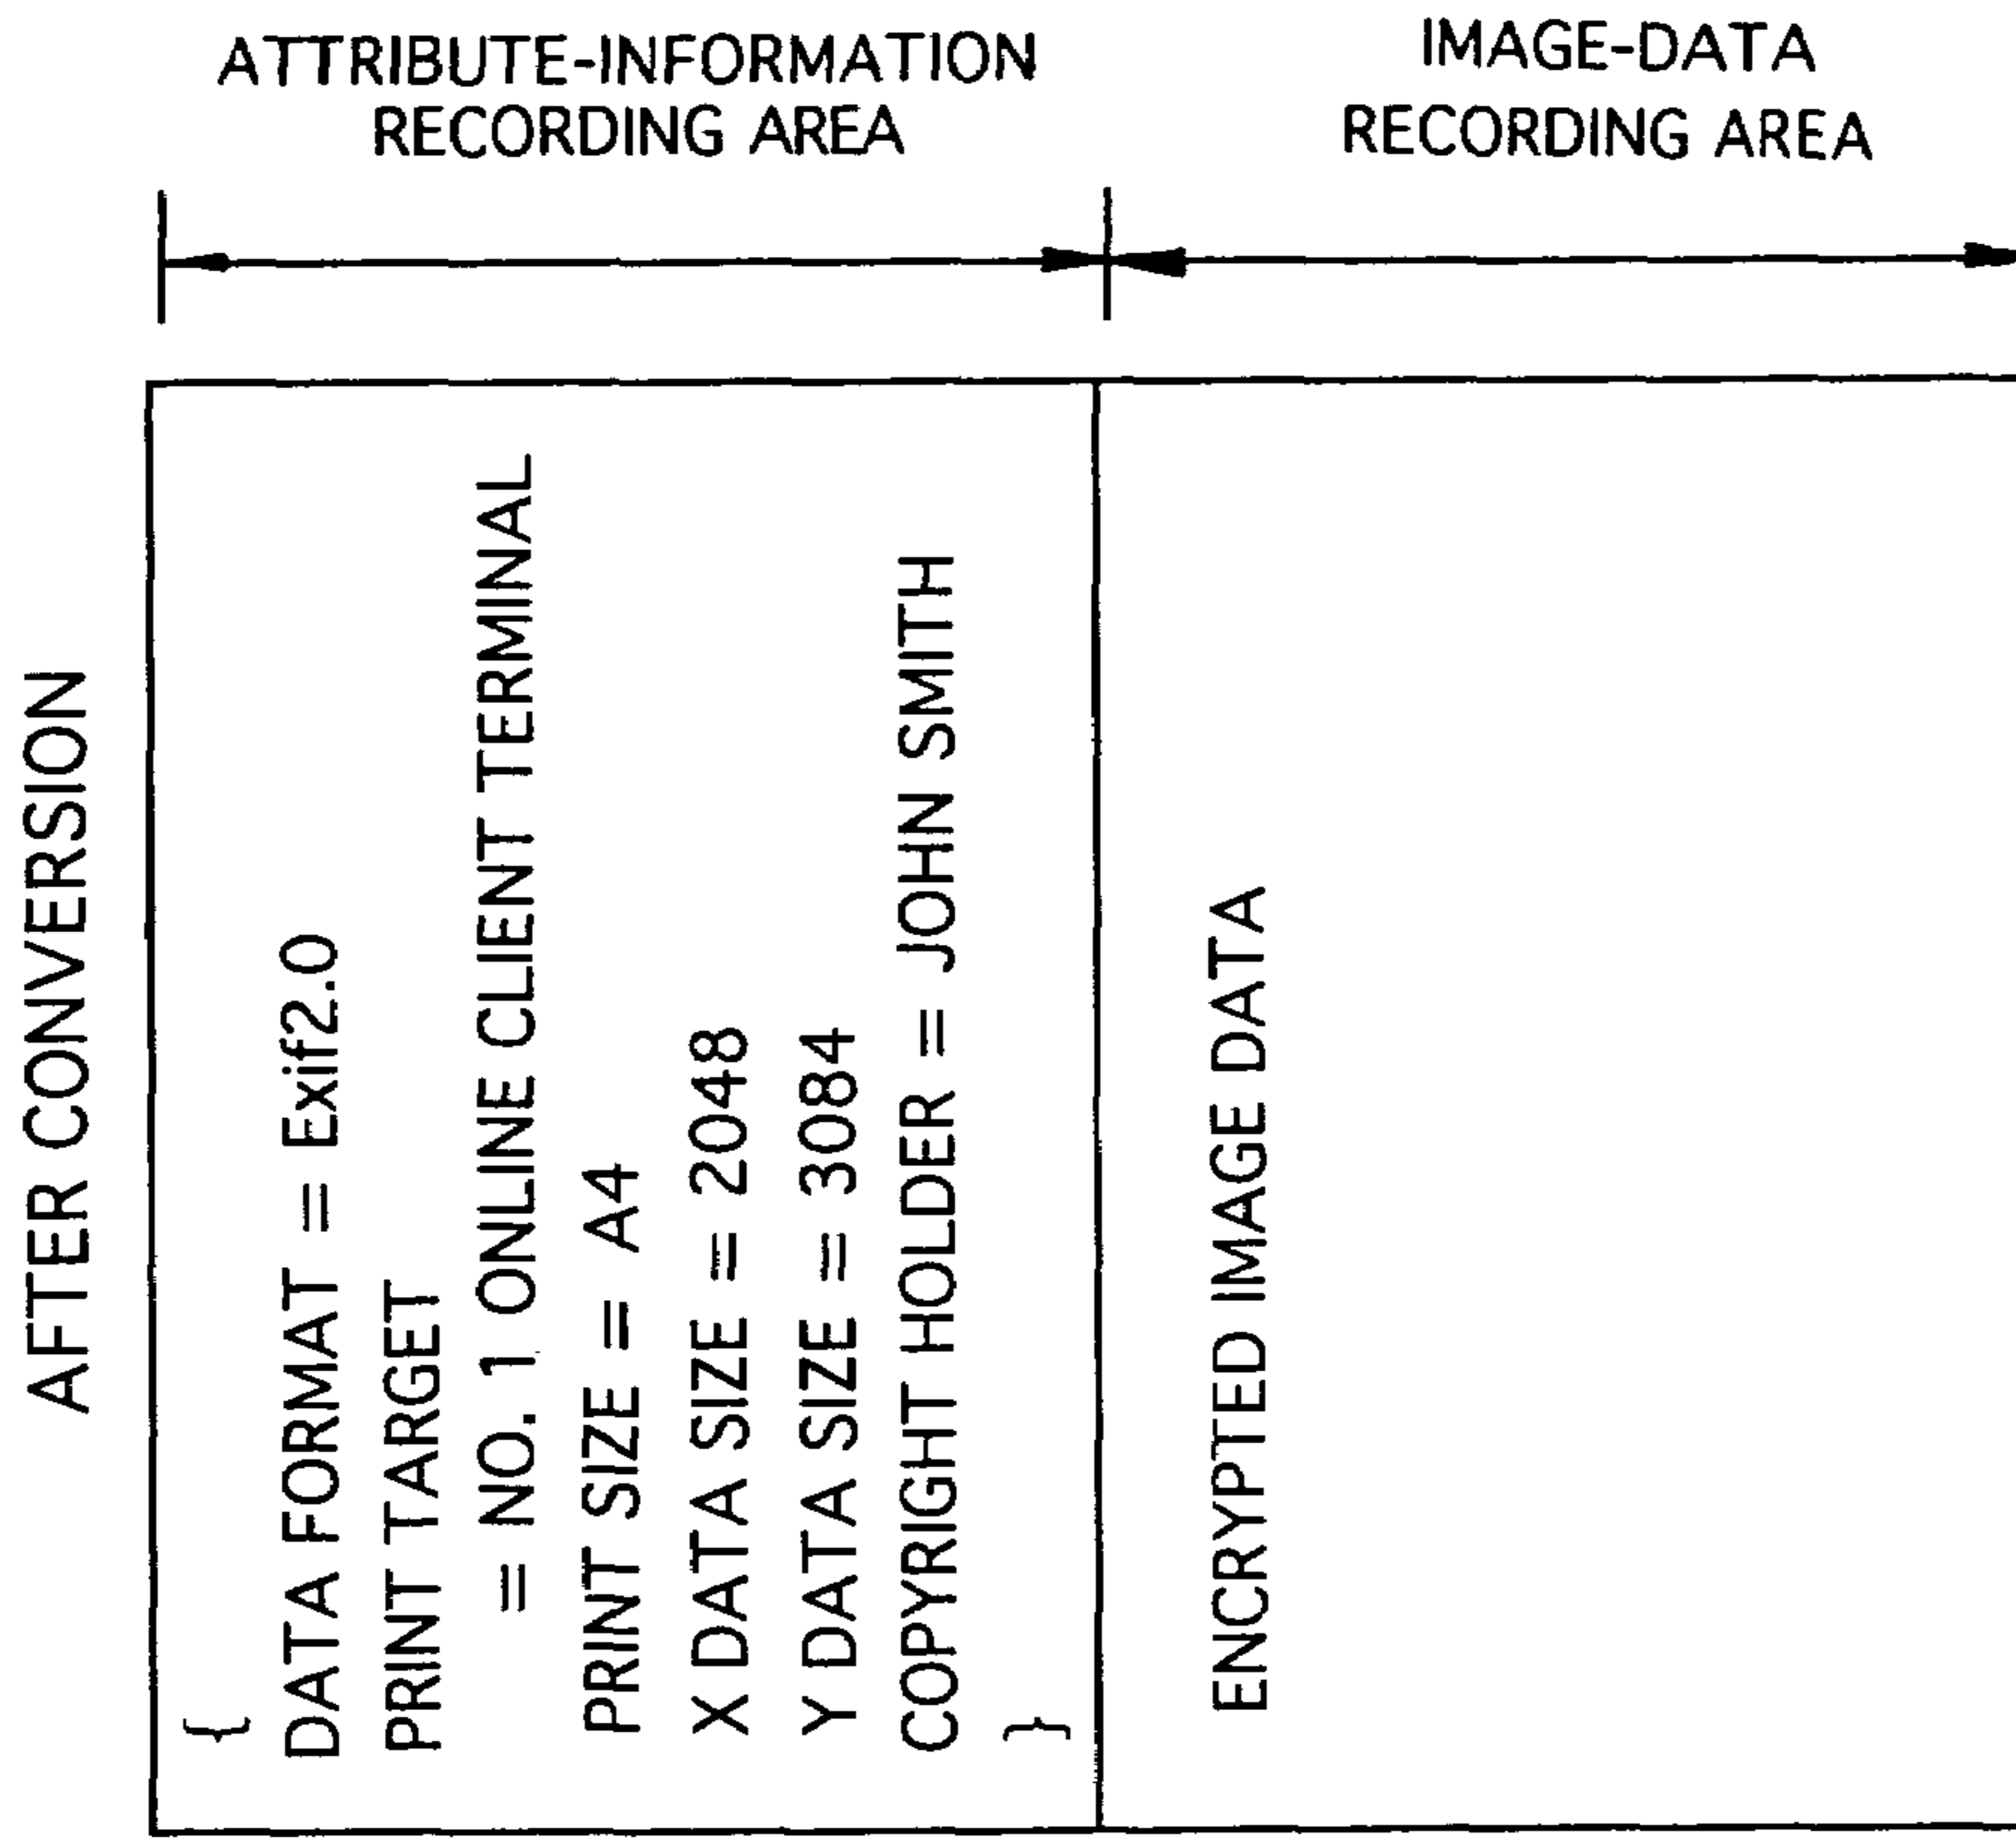 ATTRIBUTE-INFORMATION
RECORDING AREA
IMAGE-DATA
RECORDING AREA
AFTER CONVERSION
{
DATA FORMAT = Exif2.0
PRINT TARGET
= NO. 1 ONLINE CLIENT TERMINAL
PRINT SIZE = A4
X DATA SIZE = 2048
Y DATA SIZE = 3084
COPYRIGHT HOLDER = JOHN SMITH
}
ENCRYPTED IMAGE DATA